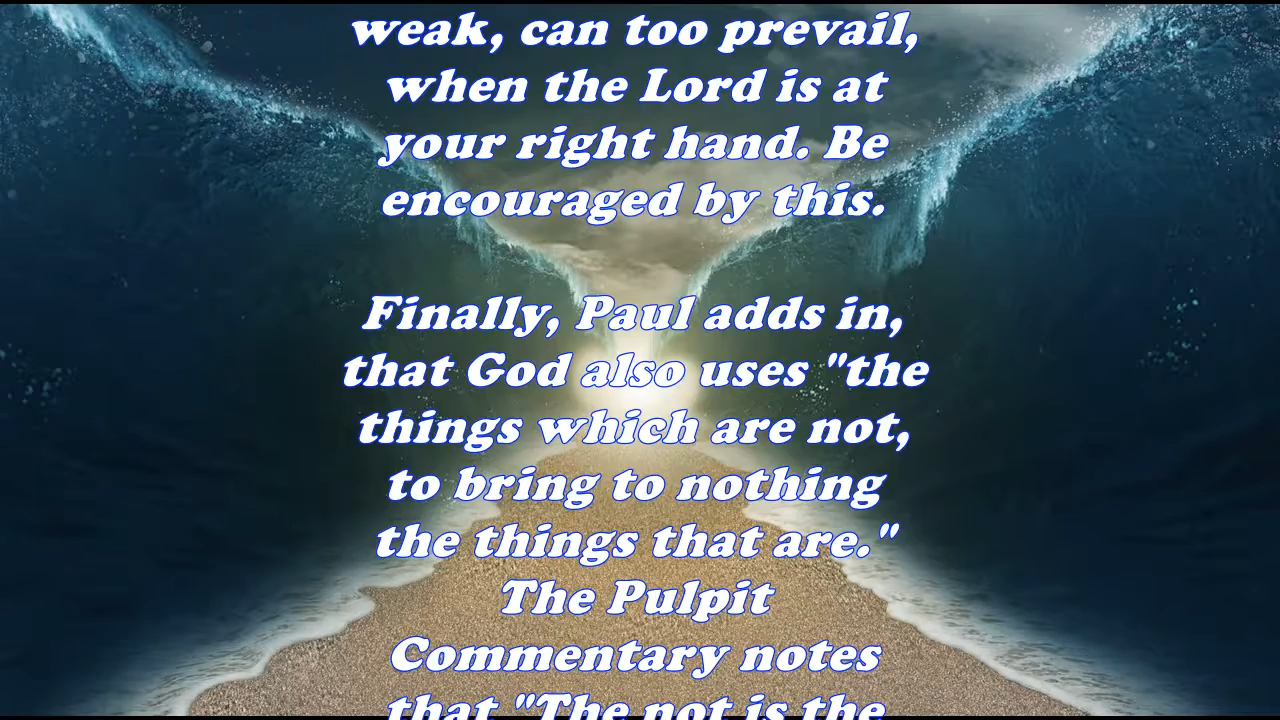 weak, can too prevail,
when the Lord is at
your right hand. Be
encouraged by this.
Finally, Paul adds in,
that God also uses "the
things which are not,
to bring to nothing
the things that are."
The Pulpit
Commentary notes
that "The not is the